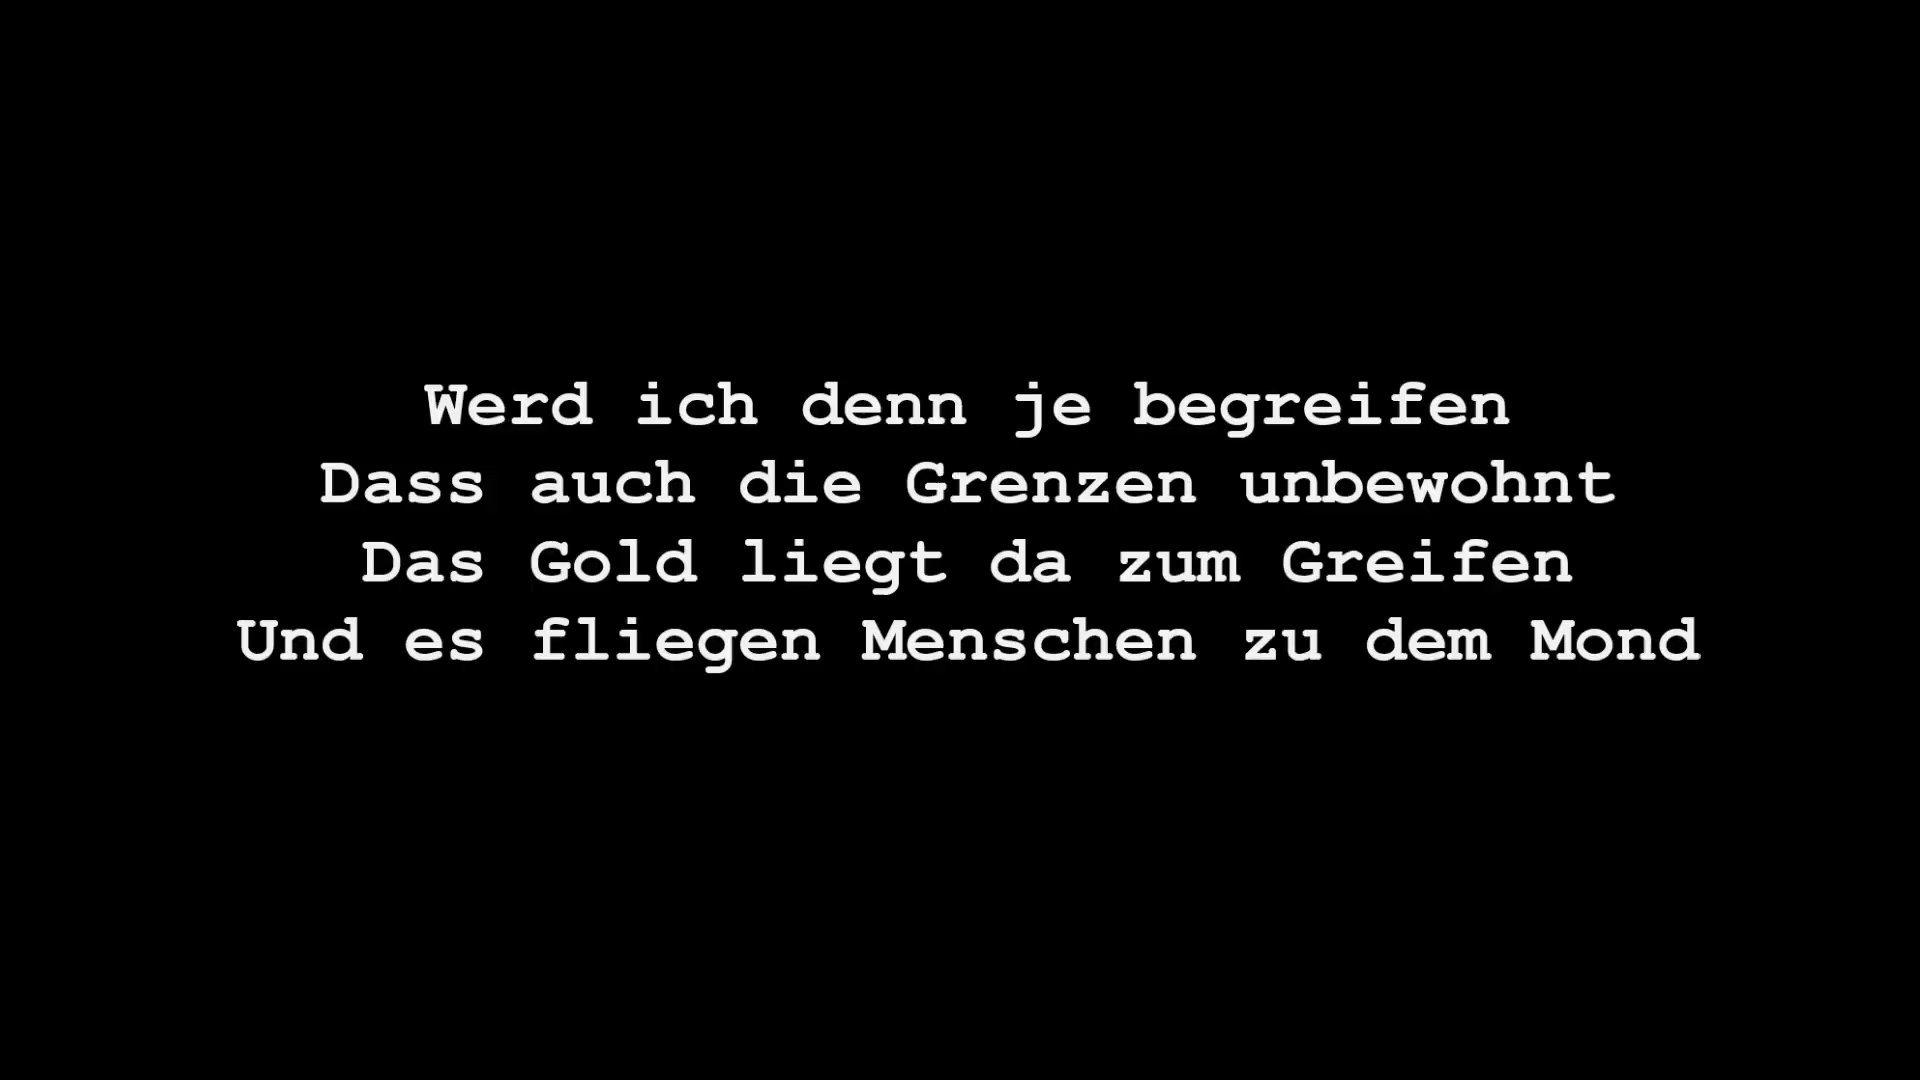 Werd ich denn je begreifen
Dass auch die Grenzen unbewohnt
Das Gold liegt da zum Greifen
Und es fliegen Menschen zu dem Mond